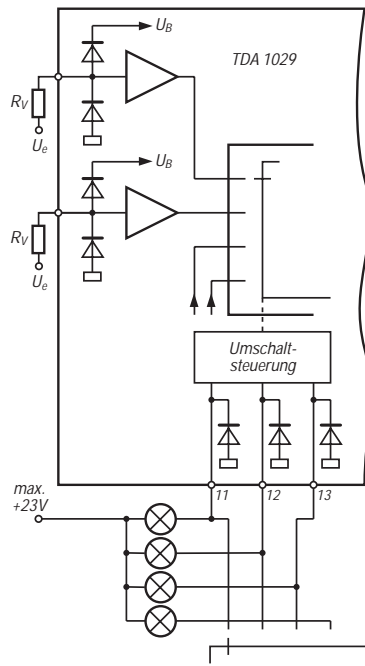 U_B
TDA 1029
R_V
U_e
U_B
R_V
U_e
Umschalt-
steuerung
11
12
13
max.
+23V